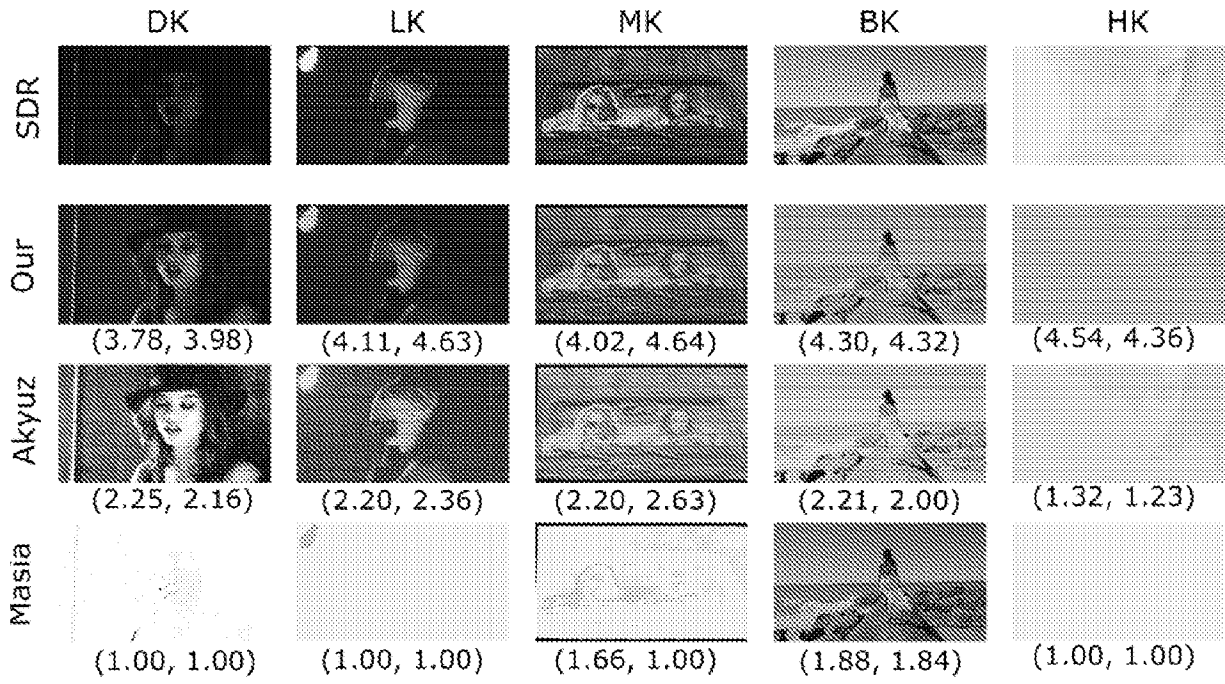 DK LK MK BK HK
SDR
Our
(3.78, 3.98) (4.11, 4.63) (4.02, 4.64) (4.30, 4.32) (4.54, 4.36)
Akyuz
(2.25, 2.16) (2.20, 2.36) (2.20, 2.63) (2.21, 2.00) (1.32, 1.23)
Masia
(1.00, 1.00) (1.00, 1.00) (1.66, 1.00) (1.88, 1.84) (1.00, 1.00)